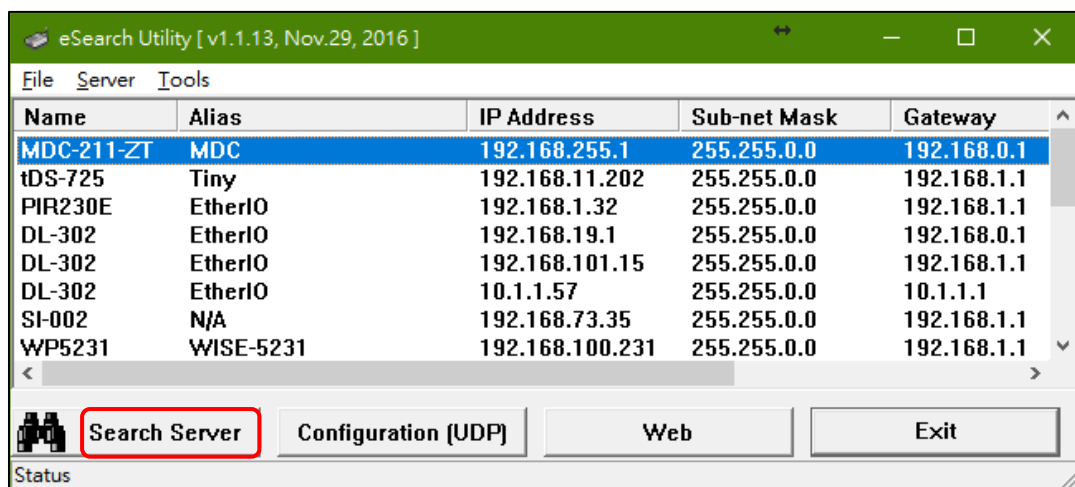 eSearch Utility [ v1.1.13, Nov.29, 2016 ]
File Server Tools
Name Alias IP Address Sub-net Mask Gateway
MDC-211-ZT MDC 192.168.255.1 255.255.0.0 192.168.0.1
tDS-725 Tiny 192.168.11.202 255.255.0.0 192.168.1.1
PIR230E EtherIO 192.168.1.32 255.255.0.0 192.168.1.1
DL-302 EtherIO 192.168.19.1 255.255.0.0 192.168.0.1
DL-302 EtherIO 192.168.101.15 255.255.0.0 192.168.1.1
DL-302 EtherIO 10.1.1.57 255.255.0.0 10.1.1.1
SI-002 N/A 192.168.73.35 255.255.0.0 192.168.1.1
WP5231 WISE-5231 192.168.100.231 255.255.0.0 192.168.1.1
Search Server Configuration (UDP) Web Exit
Status